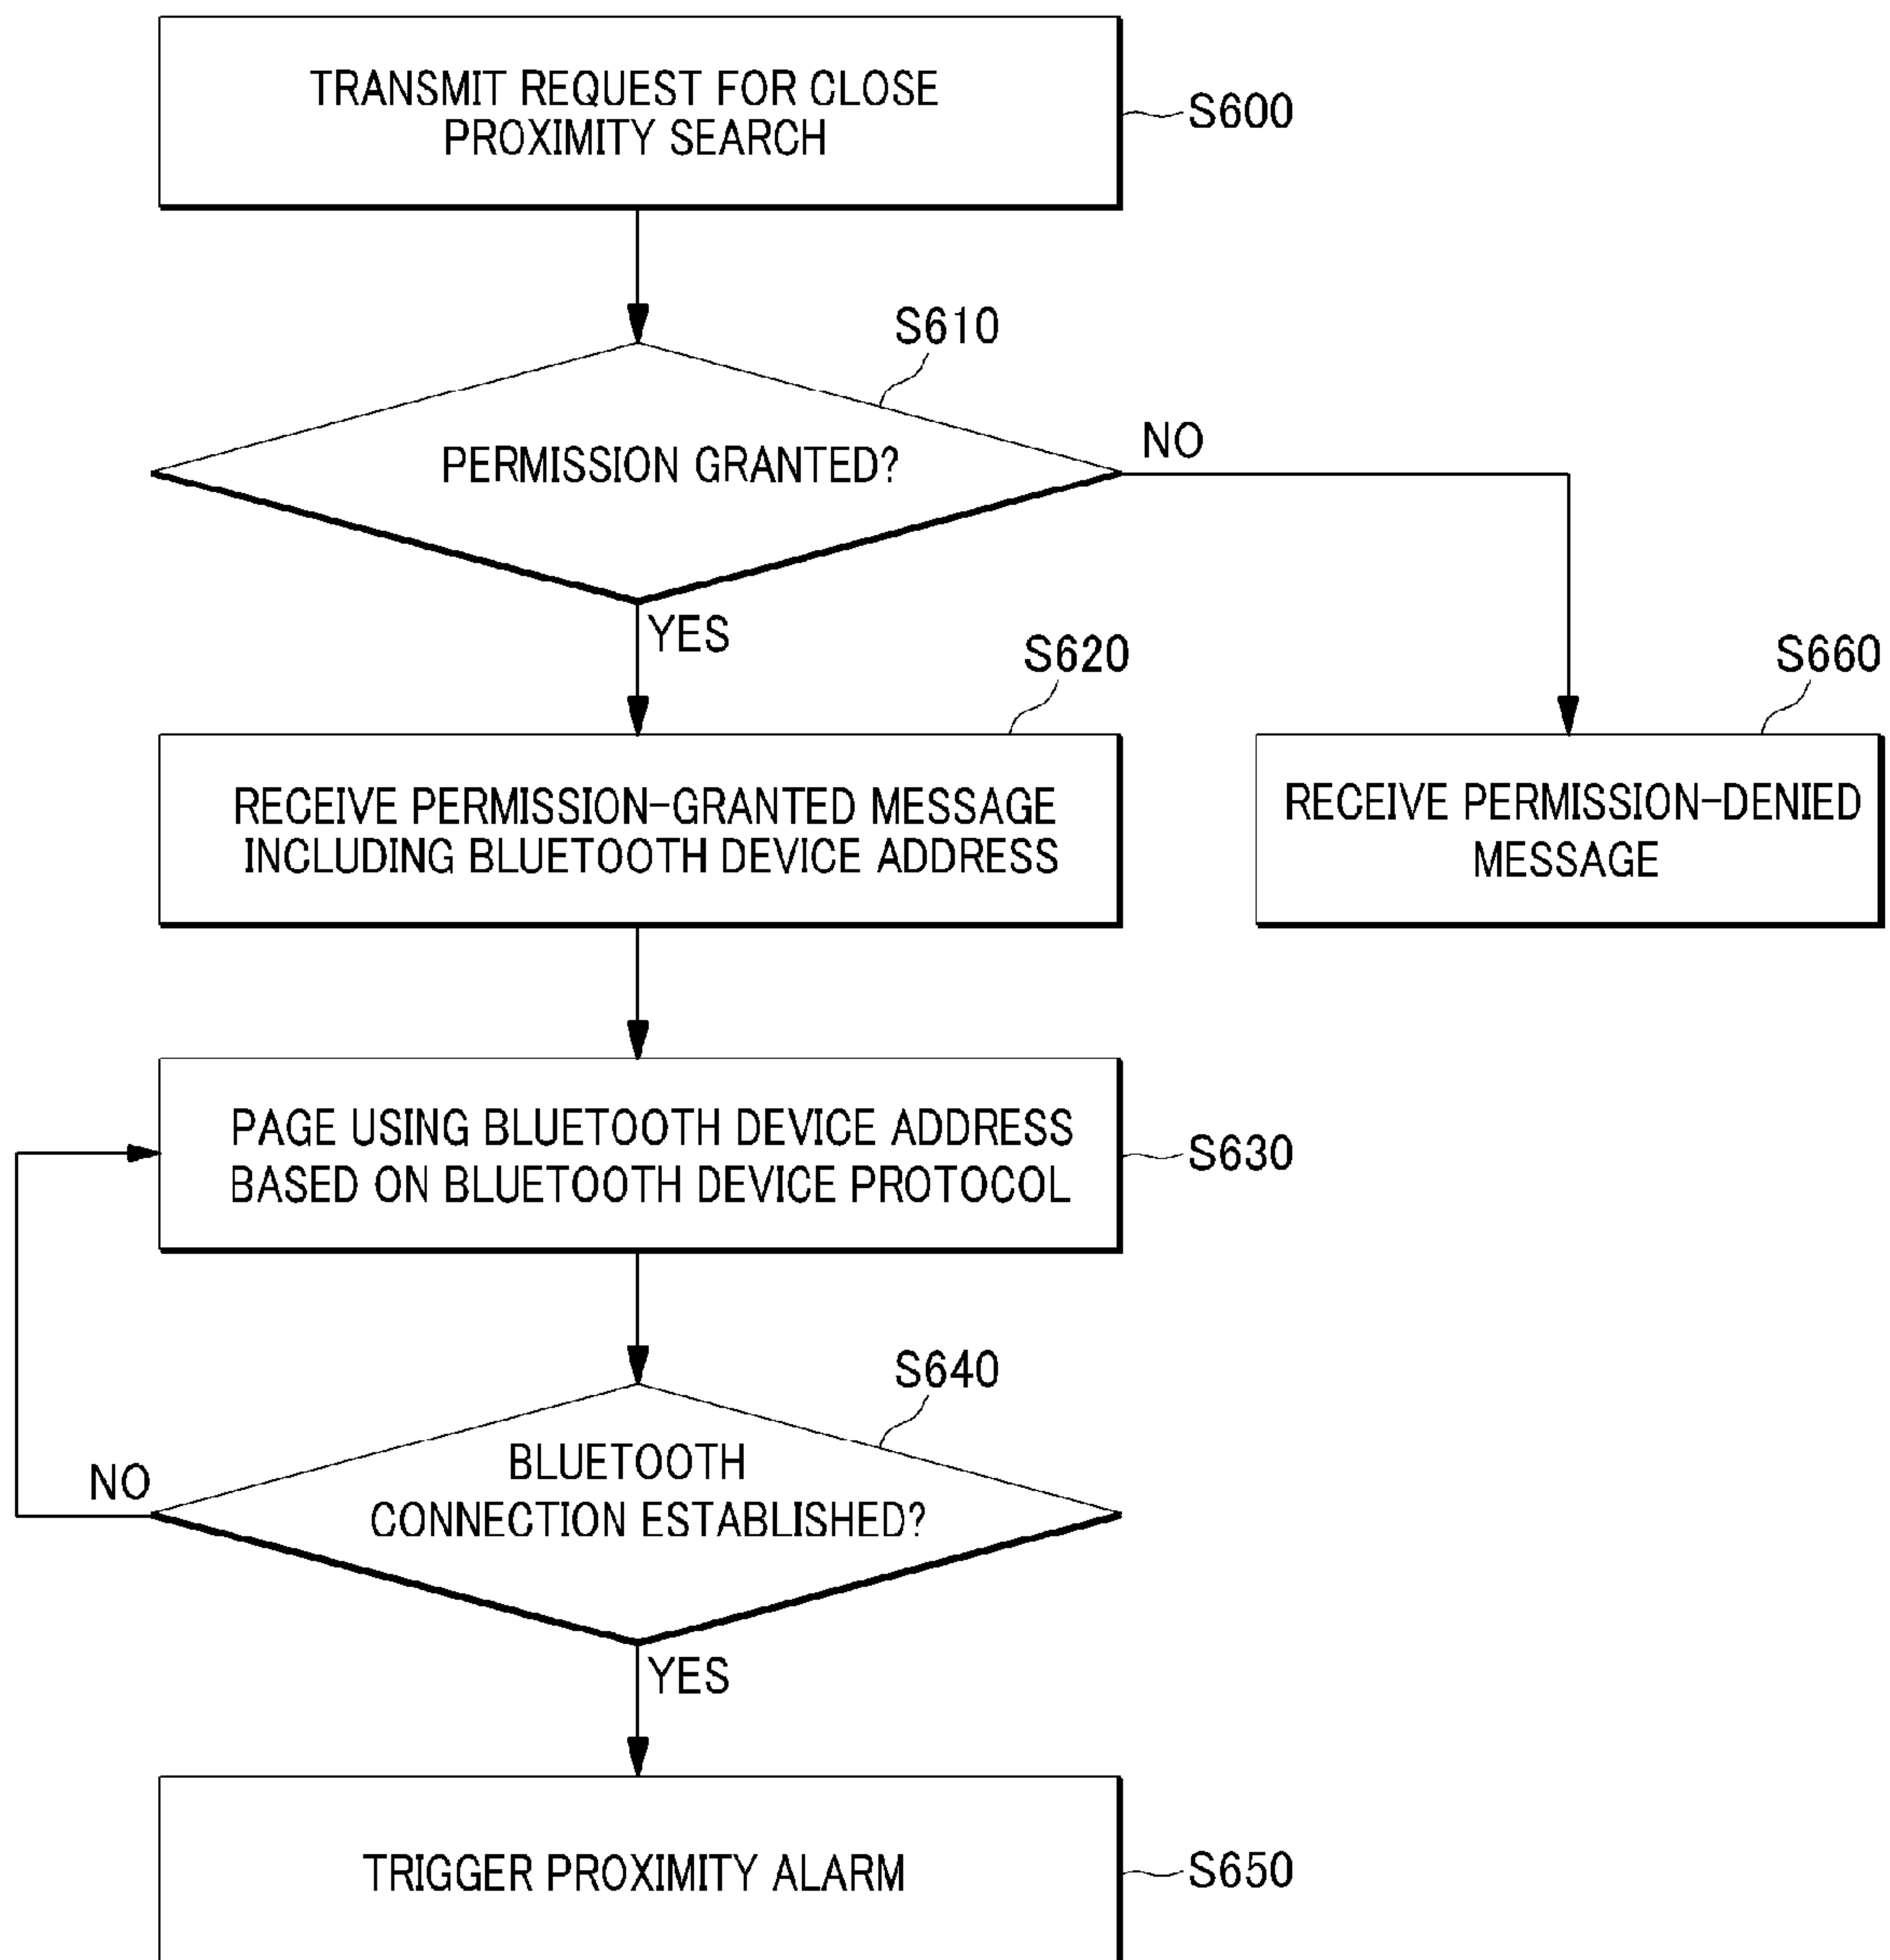 TRANSMIT REQUEST FOR CLOSE
PROXIMITY SEARCH
S600
S610
PERMISSION GRANTED?
NO
YES
S620
S660
RECEIVE PERMISSION-GRANTED MESSAGE
INCLUDING BLUETOOTH DEVICE ADDRESS
RECEIVE PERMISSION-DENIED
MESSAGE
PAGE USING BLUETOOTH DEVICE ADDRESS
BASED ON BLUETOOTH DEVICE PROTOCOL
S630
S640
BLUETOOTH
CONNECTION ESTABLISHED?
NO
YES
TRIGGER PROXIMITY ALARM
S650